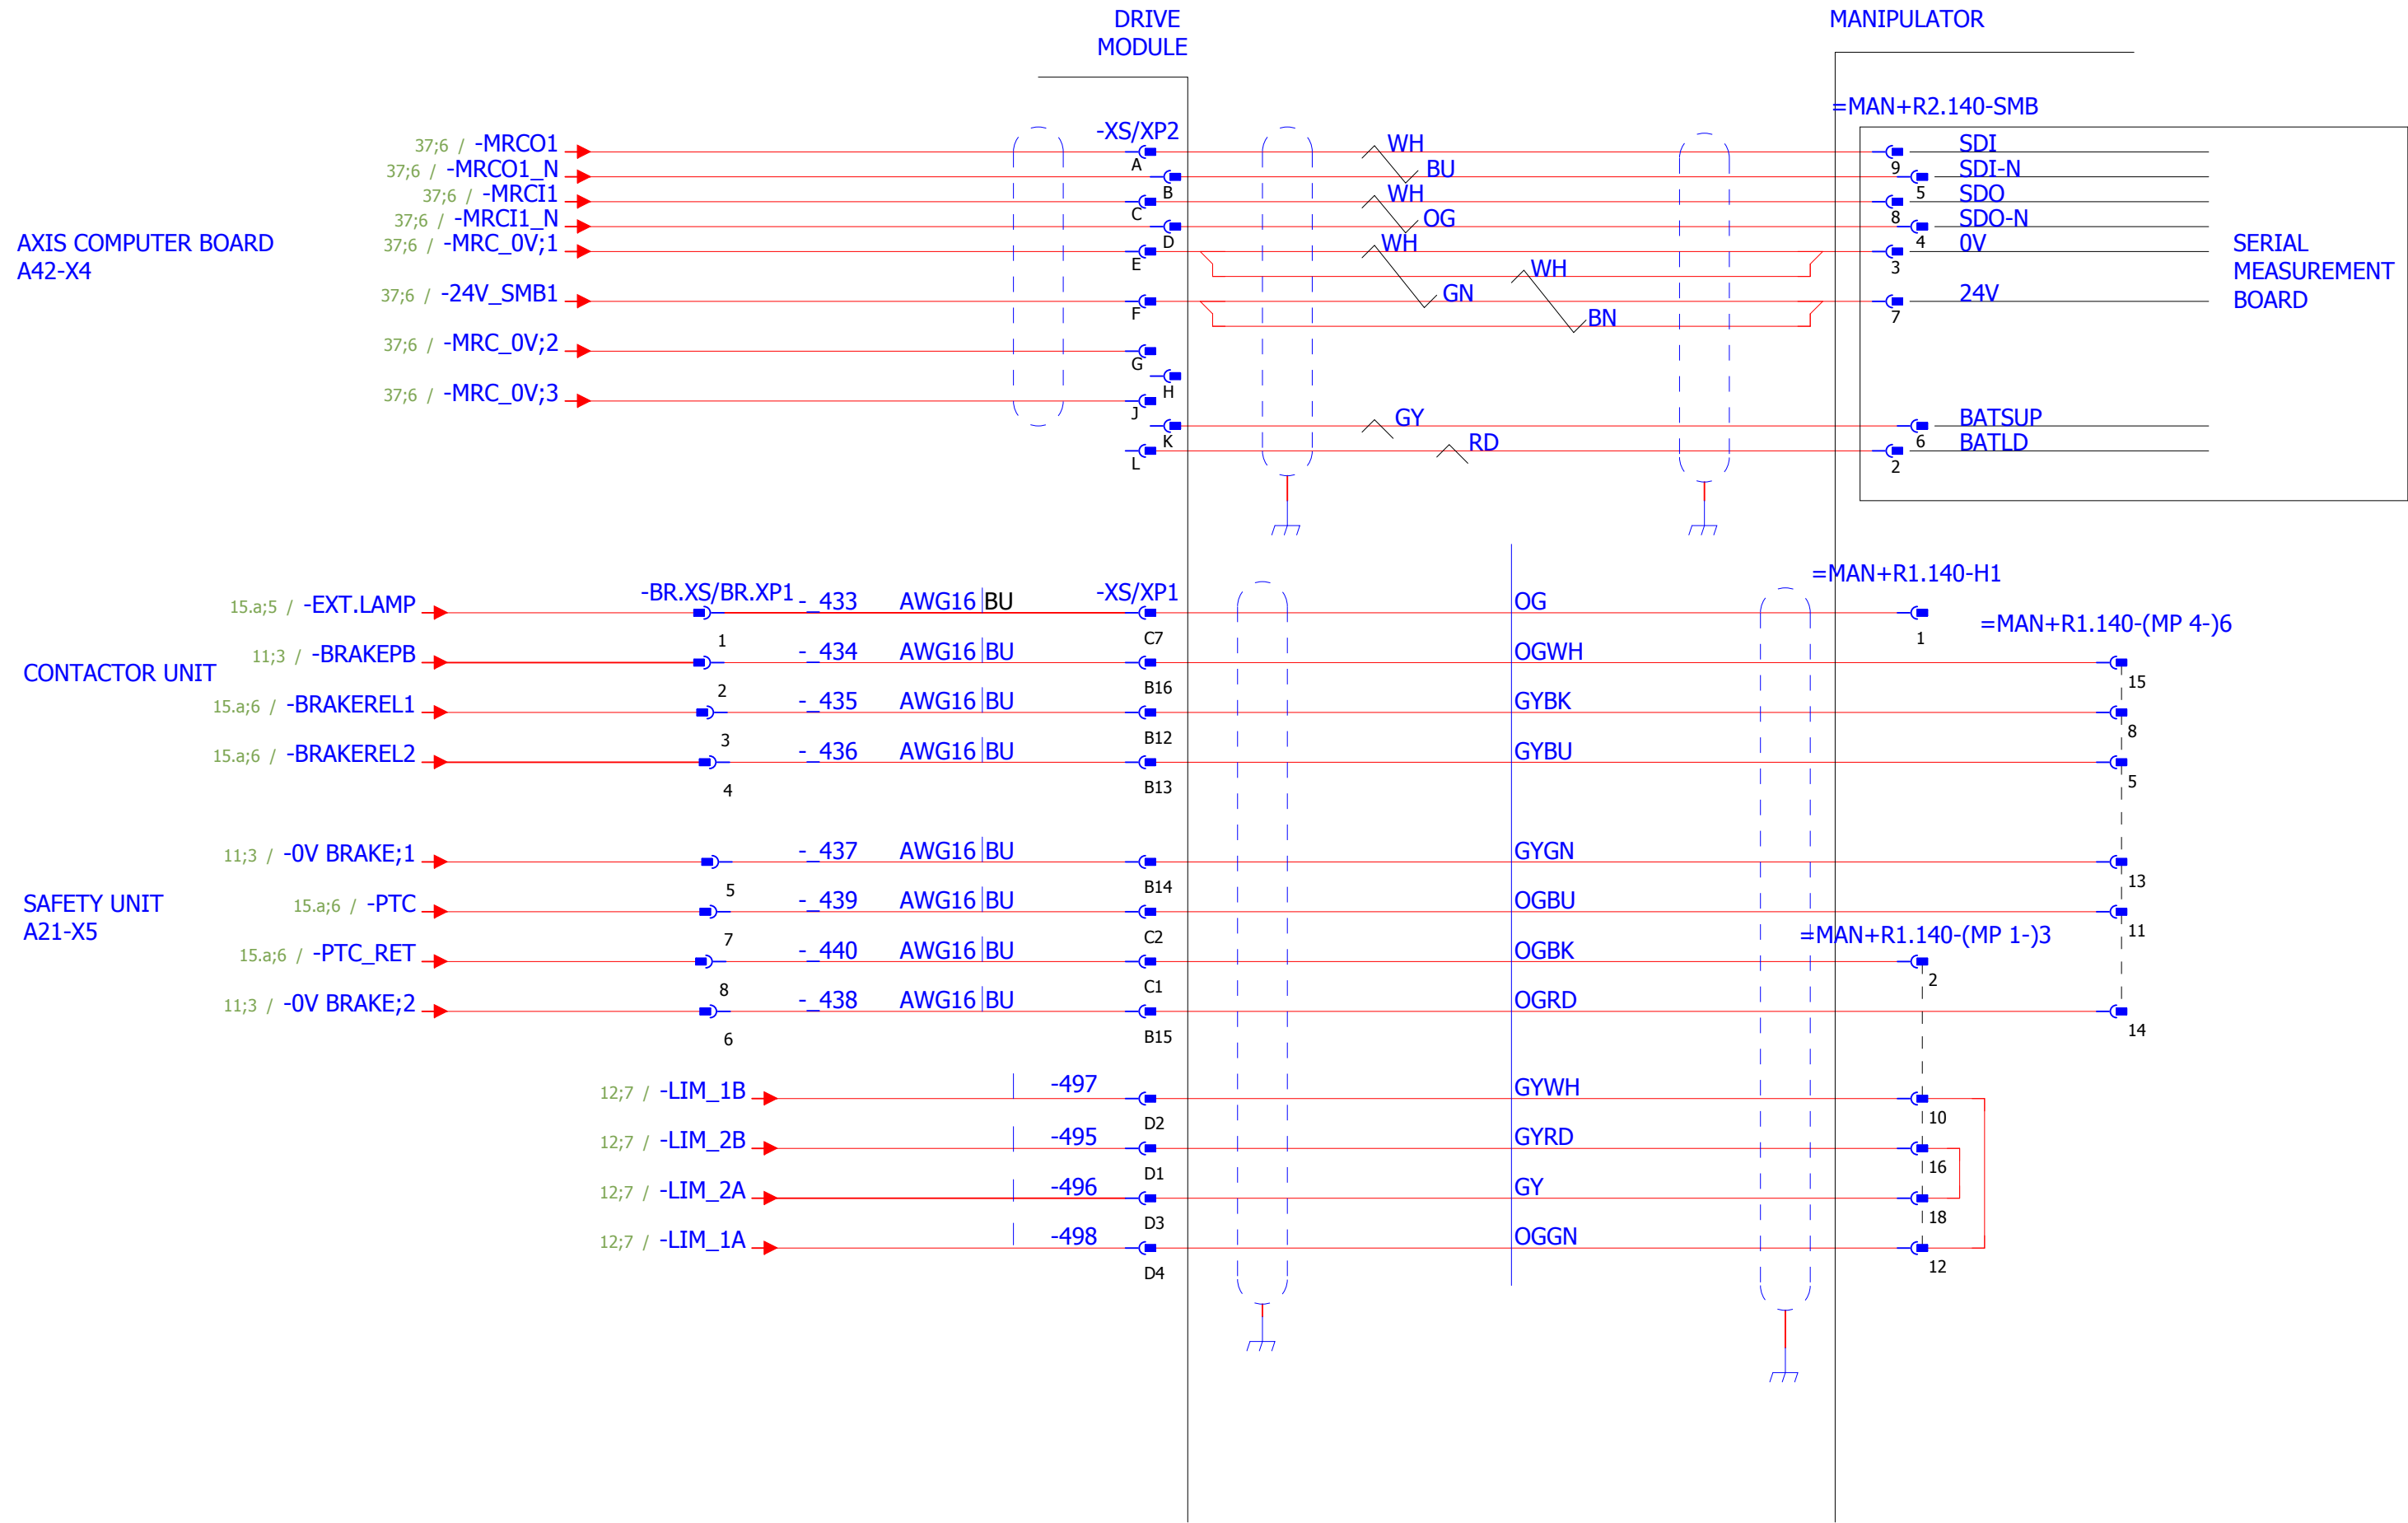 DRIVE
MODULE
MANIPULATOR
=MAN+R2.140-SMB
-XS/XP2
37;6 / -MRCO1
A
WH
9
SDI
37;6 / -MRCO1_N
B
BU
5
SDI-N
37;6 / -MRCI1
C
WH
8
SDO
37;6 / -MRCI1_N
D
OG
4
SDO-N
AXIS COMPUTER BOARD
A42-X4
37;6 / -MRC_0V;1
E
WH
WH
3
0V
SERIAL
MEASUREMENT
BOARD
37;6 / -24V_SMB1
F
GN
BN
7
24V
37;6 / -MRC_0V;2
G
H
37;6 / -MRC_0V;3
J
K
GY
6
BATSUP
L
RD
2
BATLD
=MAN+R1.140-H1
-BR.XS/BR.XP1
-XS/XP1
15.a;5 / -EXT.LAMP
1
-_433 AWG16 BU
C7
OG
1
=MAN+R1.140-(MP 4-)6
CONTACTOR UNIT
11;3 / -BRAKEPB
2
-_434 AWG16 BU
B16
OGWH
15
15.a;6 / -BRAKEREL1
3
-_435 AWG16 BU
B12
GYBK
8
15.a;6 / -BRAKEREL2
4
-_436 AWG16 BU
B13
GYBU
5
11;3 / -0V BRAKE;1
5
-_437 AWG16 BU
B14
GYGN
13
SAFETY UNIT
A21-X5
15.a;6 / -PTC
7
-_439 AWG16 BU
C2
OGBU
11
=MAN+R1.140-(MP 1-)3
15.a;6 / -PTC_RET
8
-_440 AWG16 BU
C1
OGBK
2
11;3 / -0V BRAKE;2
6
-_438 AWG16 BU
B15
OGRD
14
12;7 / -LIM_1B
-497
D2
GYWH
10
12;7 / -LIM_2B
-495
D1
GYRD
16
12;7 / -LIM_2A
-496
D3
GY
18
12;7 / -LIM_1A
-498
D4
OGGN
12